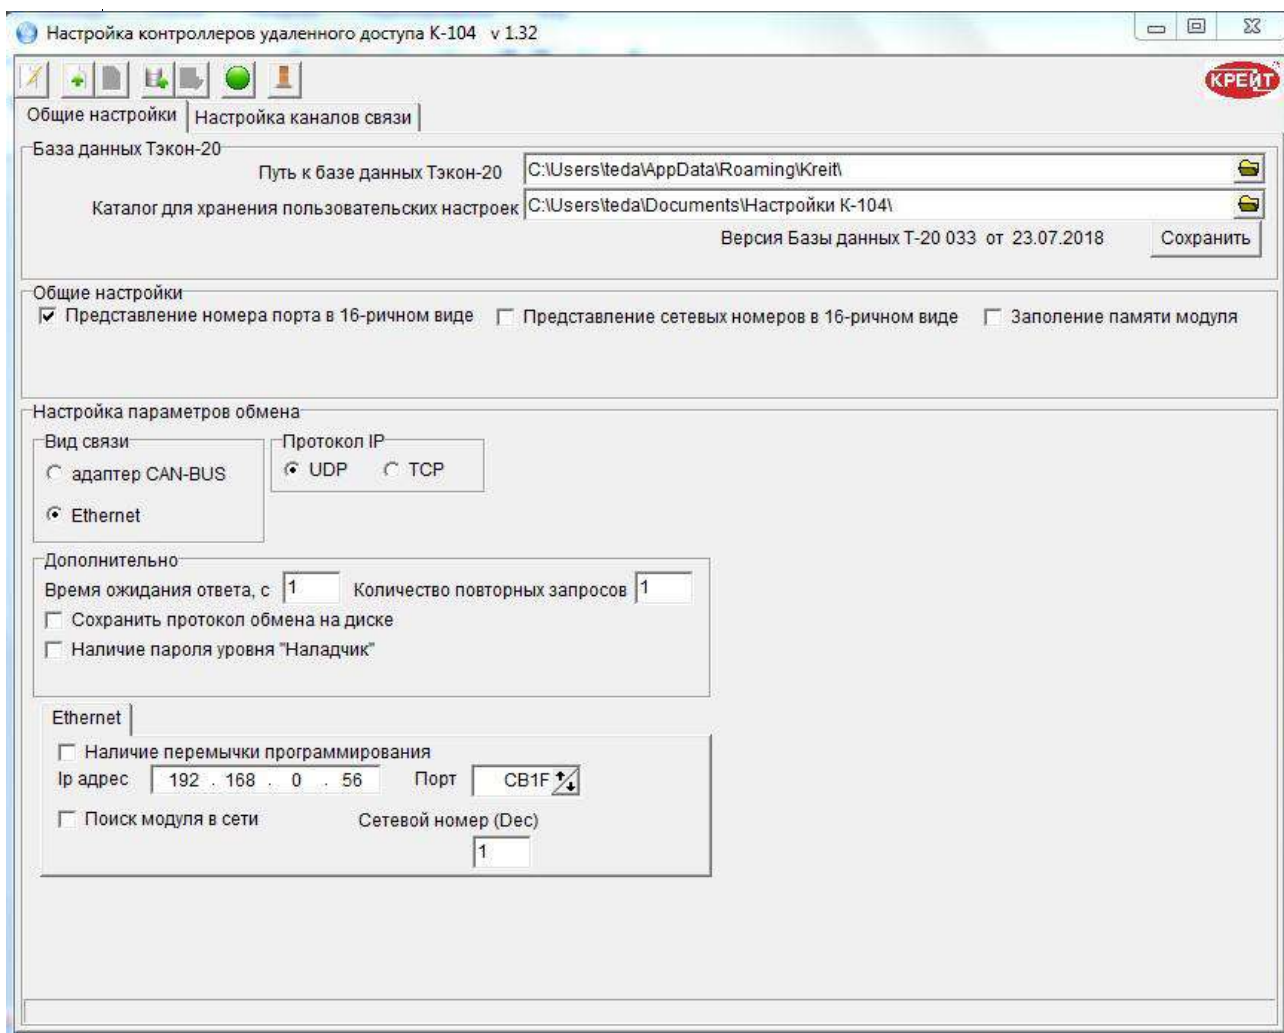 Настройка контроллеров удаленного доступа К-104 v 1.32
КРЕЙТ
Общие настройки Настройка каналов связи
База данных Тэкон-20
Путь к базе данных Тэкон-20 C:\Users\teda\AppData\Roaming\Kreit\
Каталог для хранения пользовательских настроек C:\Users\teda\Documents\Настройки К-104\
Версия Базы данных Т-20 033 от 23.07.2018 Сохранить
Общие настройки
Представление номера порта в 16-ричном виде Представление сетевых номеров в 16-ричном виде Заполение памяти модуля
Настройка параметров обмена
Вид связи Протокол IP
адаптер CAN-BUS UDP TCP
Ethernet
Дополнительно
Время ожидания ответа, с 1 Количество повторных запросов 1
Сохранить протокол обмена на диске
Наличие пароля уровня "Наладчик"
Ethernet
Наличие перемычки программирования
Ip адрес 192 . 168 . 0 . 56 Порт CB1F
Поиск модуля в сети Сетевой номер (Dec)
1